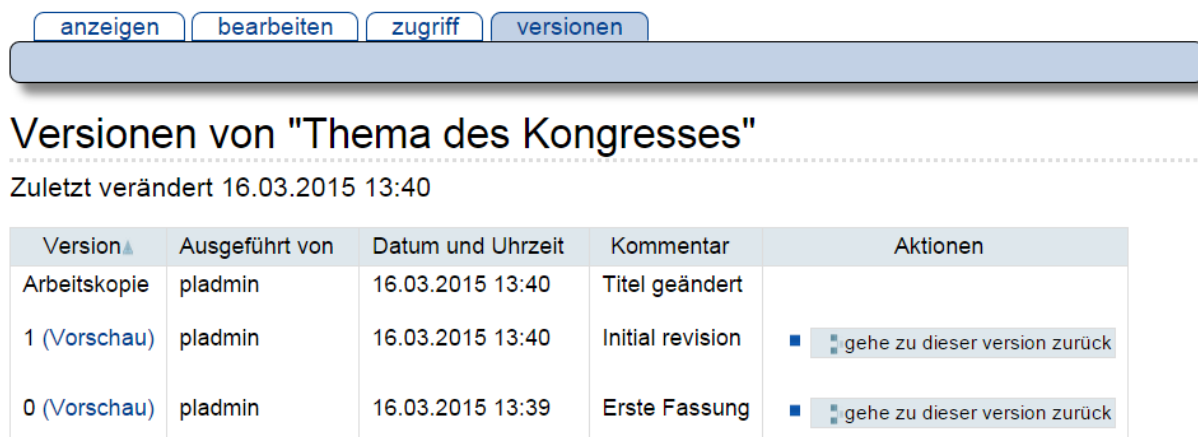 anzeigen bearbeiten zugriff versionen
Versionen von "Thema des Kongresses"
Zuletzt verändert 16.03.2015 13:40
Version Ausgeführt von Datum und Uhrzeit Kommentar Aktionen
Arbeitskopie pladmin 16.03.2015 13:40 Titel geändert
1 (Vorschau) pladmin 16.03.2015 13:40 Initial revision gehe zu dieser version zurück
0 (Vorschau) pladmin 16.03.2015 13:39 Erste Fassung gehe zu dieser version zurück